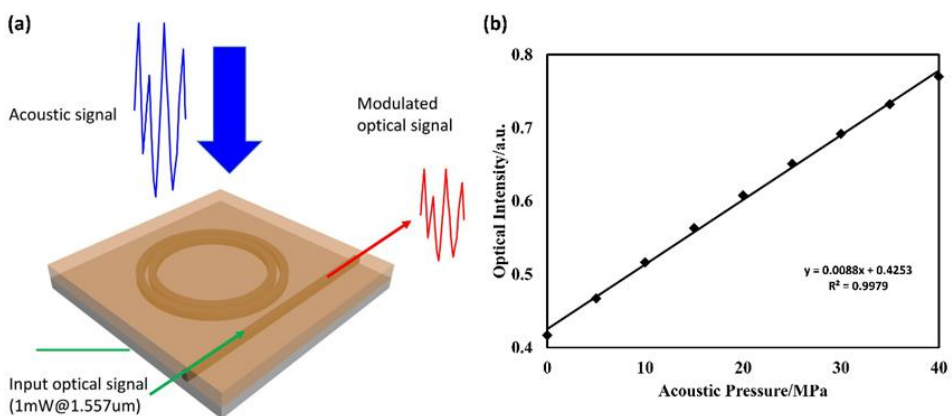 (a)
Acoustic signal
Modulated
optical signal
Input optical signal
(1mW@1.557um)
(b)
Optical Intensity/a.u.
0.8
0.7
0.6
0.5
0.4
y = 0.0088x + 0.4253
R² = 0.9979
0 10 20 30 40
Acoustic Pressure/MPa